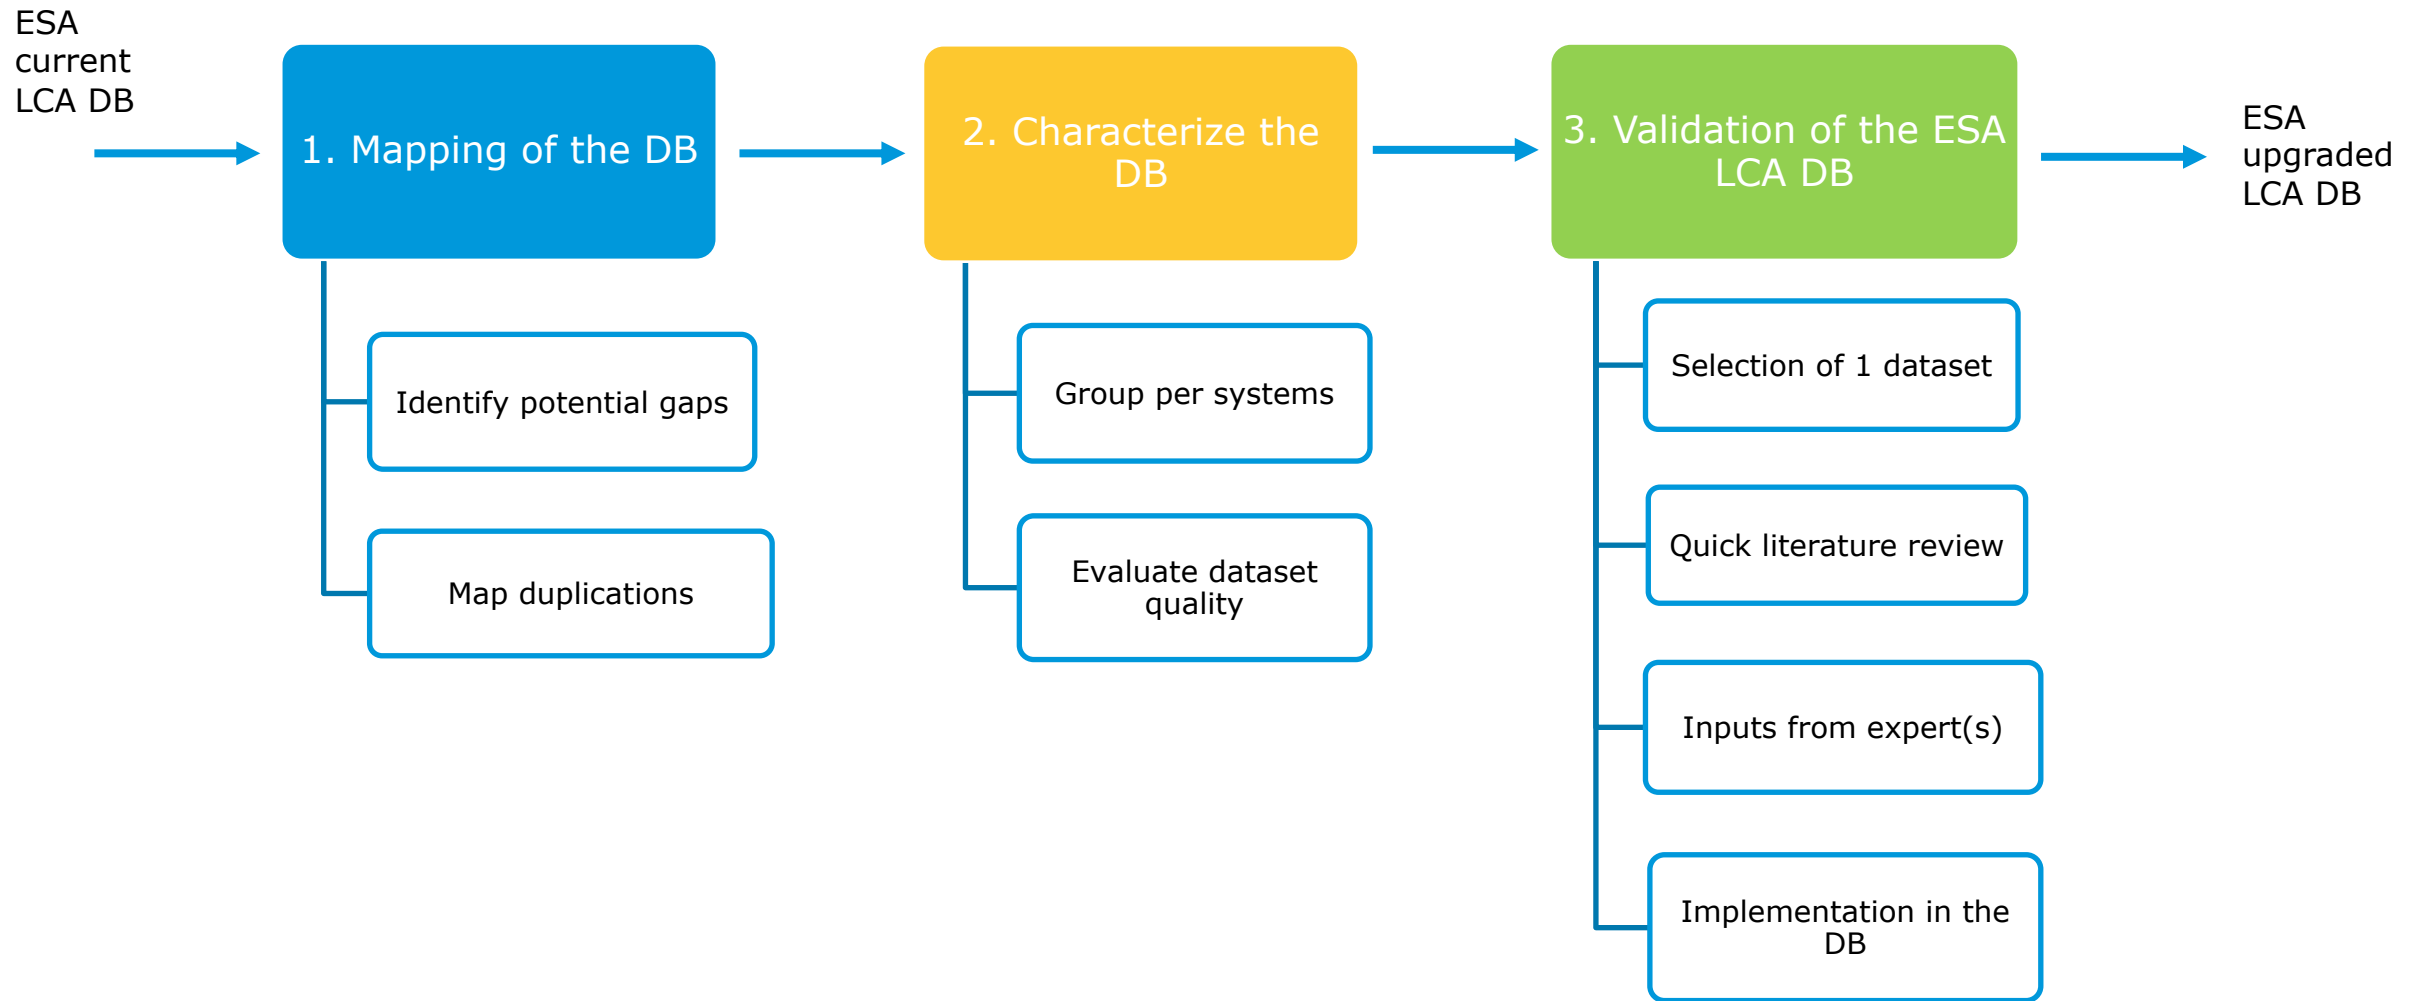 ESA
current
LCA DB
1. Mapping of the DB
Identify potential gaps
Map duplications
2. Characterize the
DB
Group per systems
Evaluate dataset
quality
3. Validation of the ESA
LCA DB
Selection of 1 dataset
Quick literature review
Inputs from expert(s)
Implementation in the
DB
ESA
upgraded
LCA DB